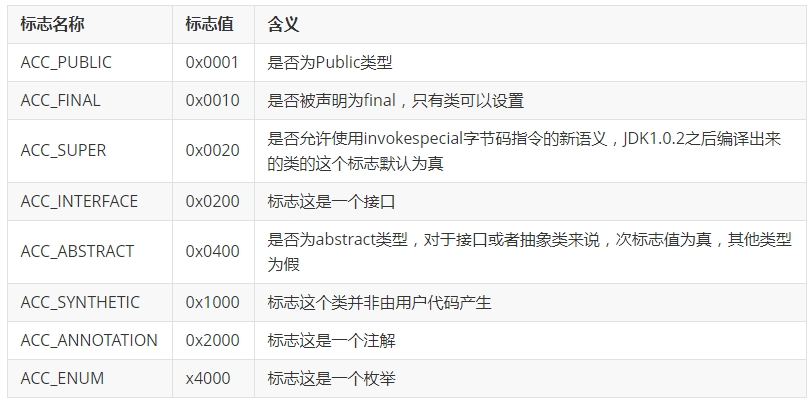 标志名称 标志值 含义
ACC_PUBLIC 0x0001 是否为Public类型
ACC_FINAL 0x0010 是否被声明为final，只有类可以设置
ACC_SUPER 0x0020 是否允许使用invokespecial字节码指令的新语义，JDK1.0.2之后编译出来
的类的这个标志默认为真
ACC_INTERFACE 0x0200 标志这是一个接口
ACC_ABSTRACT 0x0400 是否为abstract类型，对于接口或者抽象类来说，次标志值为真，其他类型
为假
ACC_SYNTHETIC 0x1000 标志这个类并非由用户代码产生
ACC_ANNOTATION 0x2000 标志这是一个注解
ACC_ENUM x4000 标志这是一个枚举